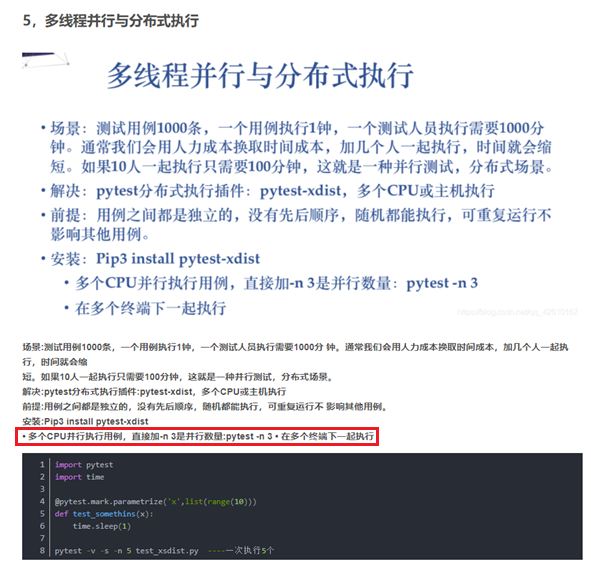 5，多线程并行与分布式执行
多线程并行与分布式执行
• 场景：测试用例1000条，一个用例执行1钟，一个测试人员执行需要1000分
钟。通常我们会用人力成本换取时间成本，加几个人一起执行，时间就会缩
短。如果10人一起执行只需要100分钟，这就是一种并行测试，分布式场景。
• 解决：pytest分布式执行插件：pytest-xdist，多个CPU或主机执行
• 前提：用例之间都是独立的，没有先后顺序，随机都能执行，可重复运行不
影响其他用例。
• 安装：Pip3 install pytest-xdist
• 多个CPU并行执行用例，直接加-n 3是并行数量：pytest -n 3
• 在多个终端下一起执行
场景:测试用例1000条，一个用例执行1钟，一个测试人员执行需要1000分 钟。通常我们会用人力成本换取时间成本，加几个人一起执
行，时间就会缩
短。如果10人一起执行只需要100分钟，这就是一种并行测试，分布式场景。
解决:pytest分布式执行插件:pytest-xdist，多个CPU或主机执行
前提:用例之间都是独立的，没有先后顺序，随机都能执行，可重复运行不 影响其他用例。
安装:Pip3 install pytest-xdist
• 多个CPU并行执行用例，直接加-n 3是并行数量:pytest -n 3 • 在多个终端下一起执行
1 import pytest
2 import time
3
4 @pytest.mark.parametrize('x',list(range(10)))
5 def test_somethins(x):
6 time.sleep(1)
7
8 pytest -v -s -n 5 test_xsdist.py ----一次执行5个